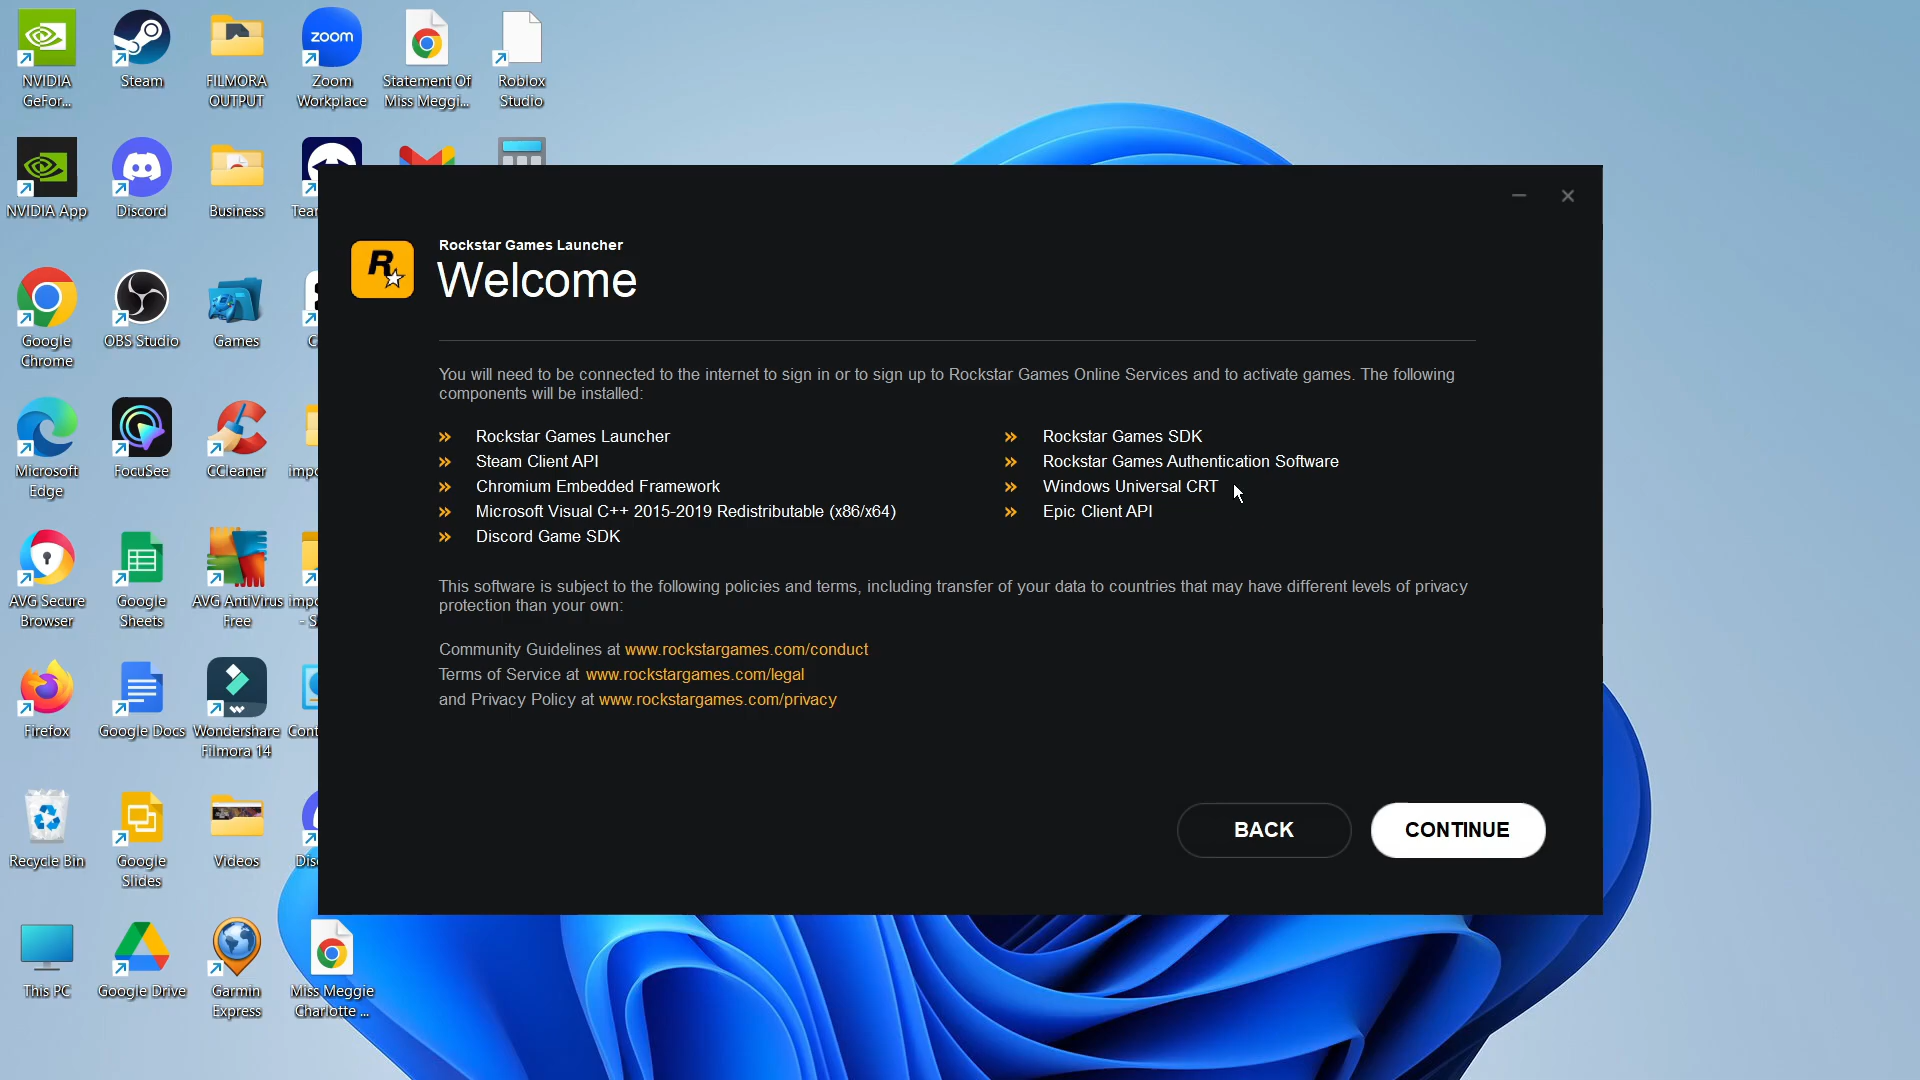 NVIDIA
GeFor...
Steam
FILMORA
OUTPUT
zoom
Zoom
Workplace
Statement Of
Miss Meggi...
Roblox
Studio
NVIDIA App
Discord
Business
Tear
Google
Chrome
OBS Studio
Games
Microsoft
Edge
FocuSee
CCleaner
impo
AVG Secure
Browser
Google
Sheets
AVG AntiVirus
Free
impo
- S
Firefox
Google Docs
Wondershare
Filmora 14
Cont
Recycle Bin
Google
Slides
Videos
Disc
This PC
Google Drive
Garmin
Express
Miss Meggie
Charlotte ...
R
Rockstar Games Launcher
Welcome
You will need to be connected to the internet to sign in or to sign up to Rockstar Games Online Services and to activate games. The following
components will be installed:
» Rockstar Games Launcher
» Steam Client API
» Chromium Embedded Framework
» Microsoft Visual C++ 2015-2019 Redistributable (x86/x64)
» Discord Game SDK
» Rockstar Games SDK
» Rockstar Games Authentication Software
» Windows Universal CRT
» Epic Client API
This software is subject to the following policies and terms, including transfer of your data to countries that may have different levels of privacy
protection than your own:
Community Guidelines at www.rockstargames.com/conduct
Terms of Service at www.rockstargames.com/legal
and Privacy Policy at www.rockstargames.com/privacy
BACK
CONTINUE